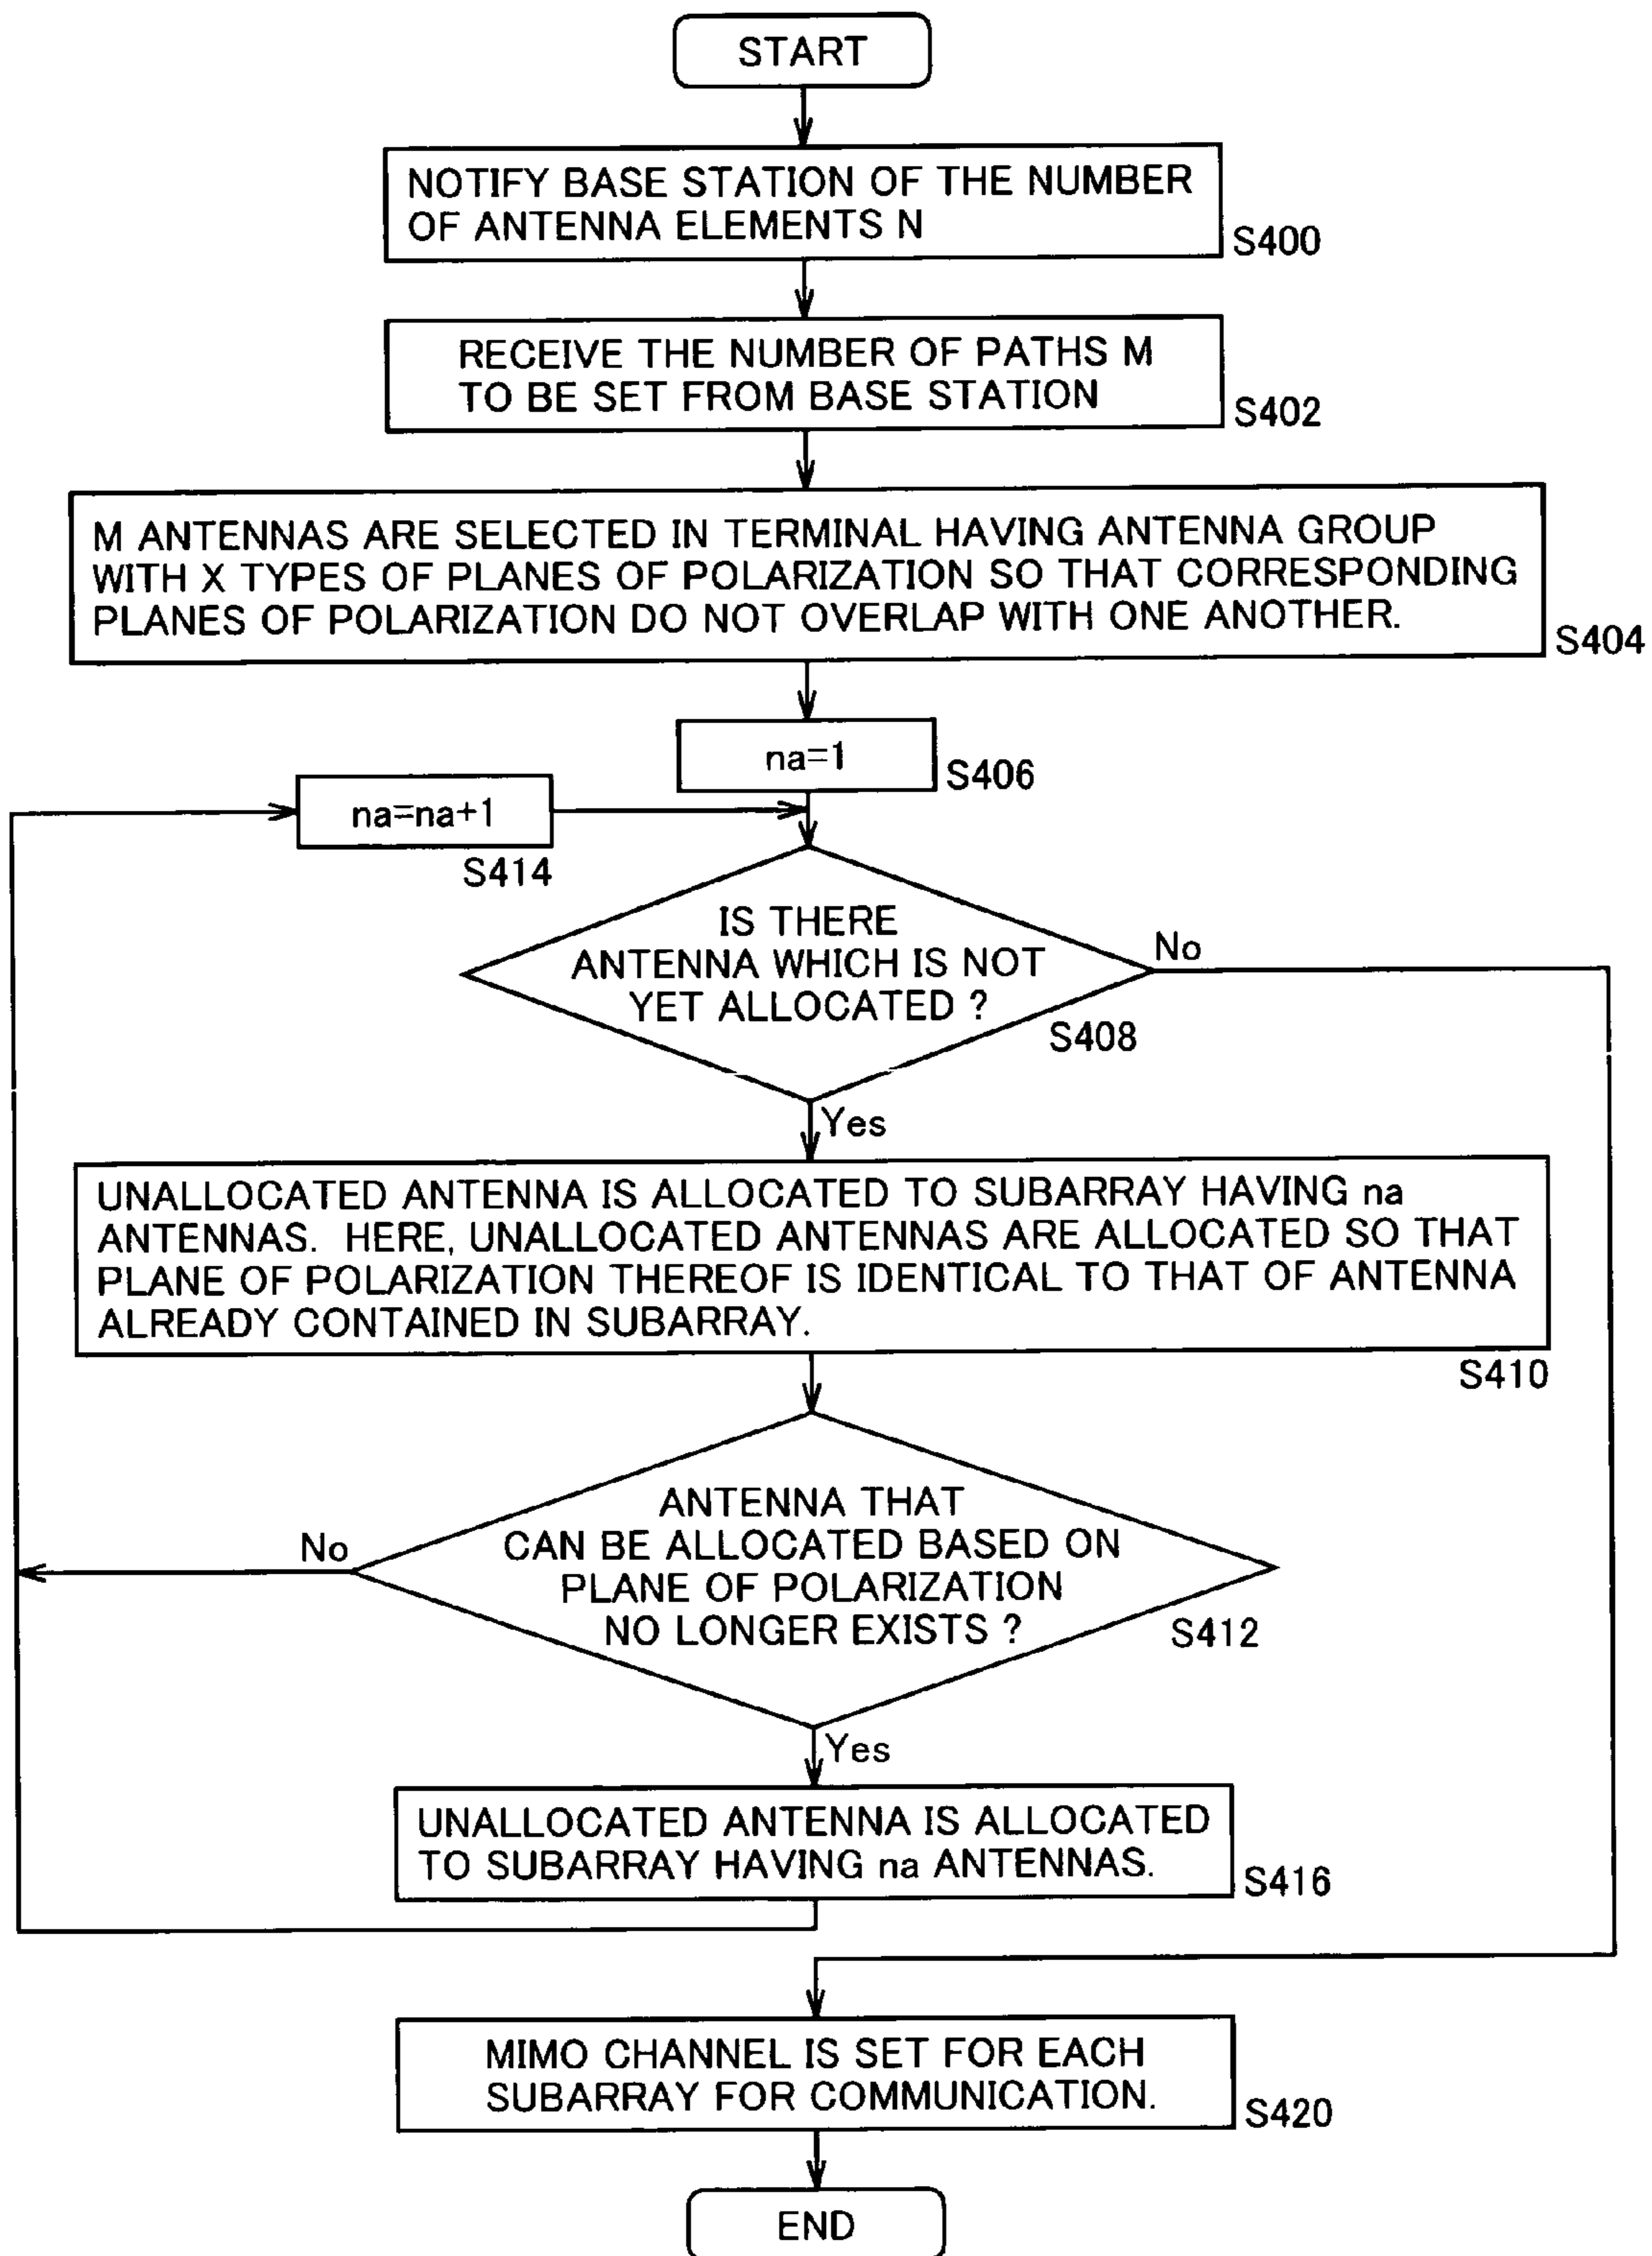 START
NOTIFY BASE STATION OF THE NUMBER
OF ANTENNA ELEMENTS N
S400
RECEIVE THE NUMBER OF PATHS M
TO BE SET FROM BASE STATION
S402
M ANTENNAS ARE SELECTED IN TERMINAL HAVING ANTENNA GROUP
WITH X TYPES OF PLANES OF POLARIZATION SO THAT CORRESPONDING
PLANES OF POLARIZATION DO NOT OVERLAP WITH ONE ANOTHER.
S404
na=1
S406
na=na+1
S414
IS THERE
ANTENNA WHICH IS NOT
YET ALLOCATED ?
S408
No
Yes
UNALLOCATED ANTENNA IS ALLOCATED TO SUBARRAY HAVING na
ANTENNAS. HERE, UNALLOCATED ANTENNAS ARE ALLOCATED SO THAT
PLANE OF POLARIZATION THEREOF IS IDENTICAL TO THAT OF ANTENNA
ALREADY CONTAINED IN SUBARRAY.
S410
ANTENNA THAT
CAN BE ALLOCATED BASED ON
PLANE OF POLARIZATION
NO LONGER EXISTS ?
S412
No
Yes
UNALLOCATED ANTENNA IS ALLOCATED
TO SUBARRAY HAVING na ANTENNAS.
S416
MIMO CHANNEL IS SET FOR EACH
SUBARRAY FOR COMMUNICATION.
S420
END